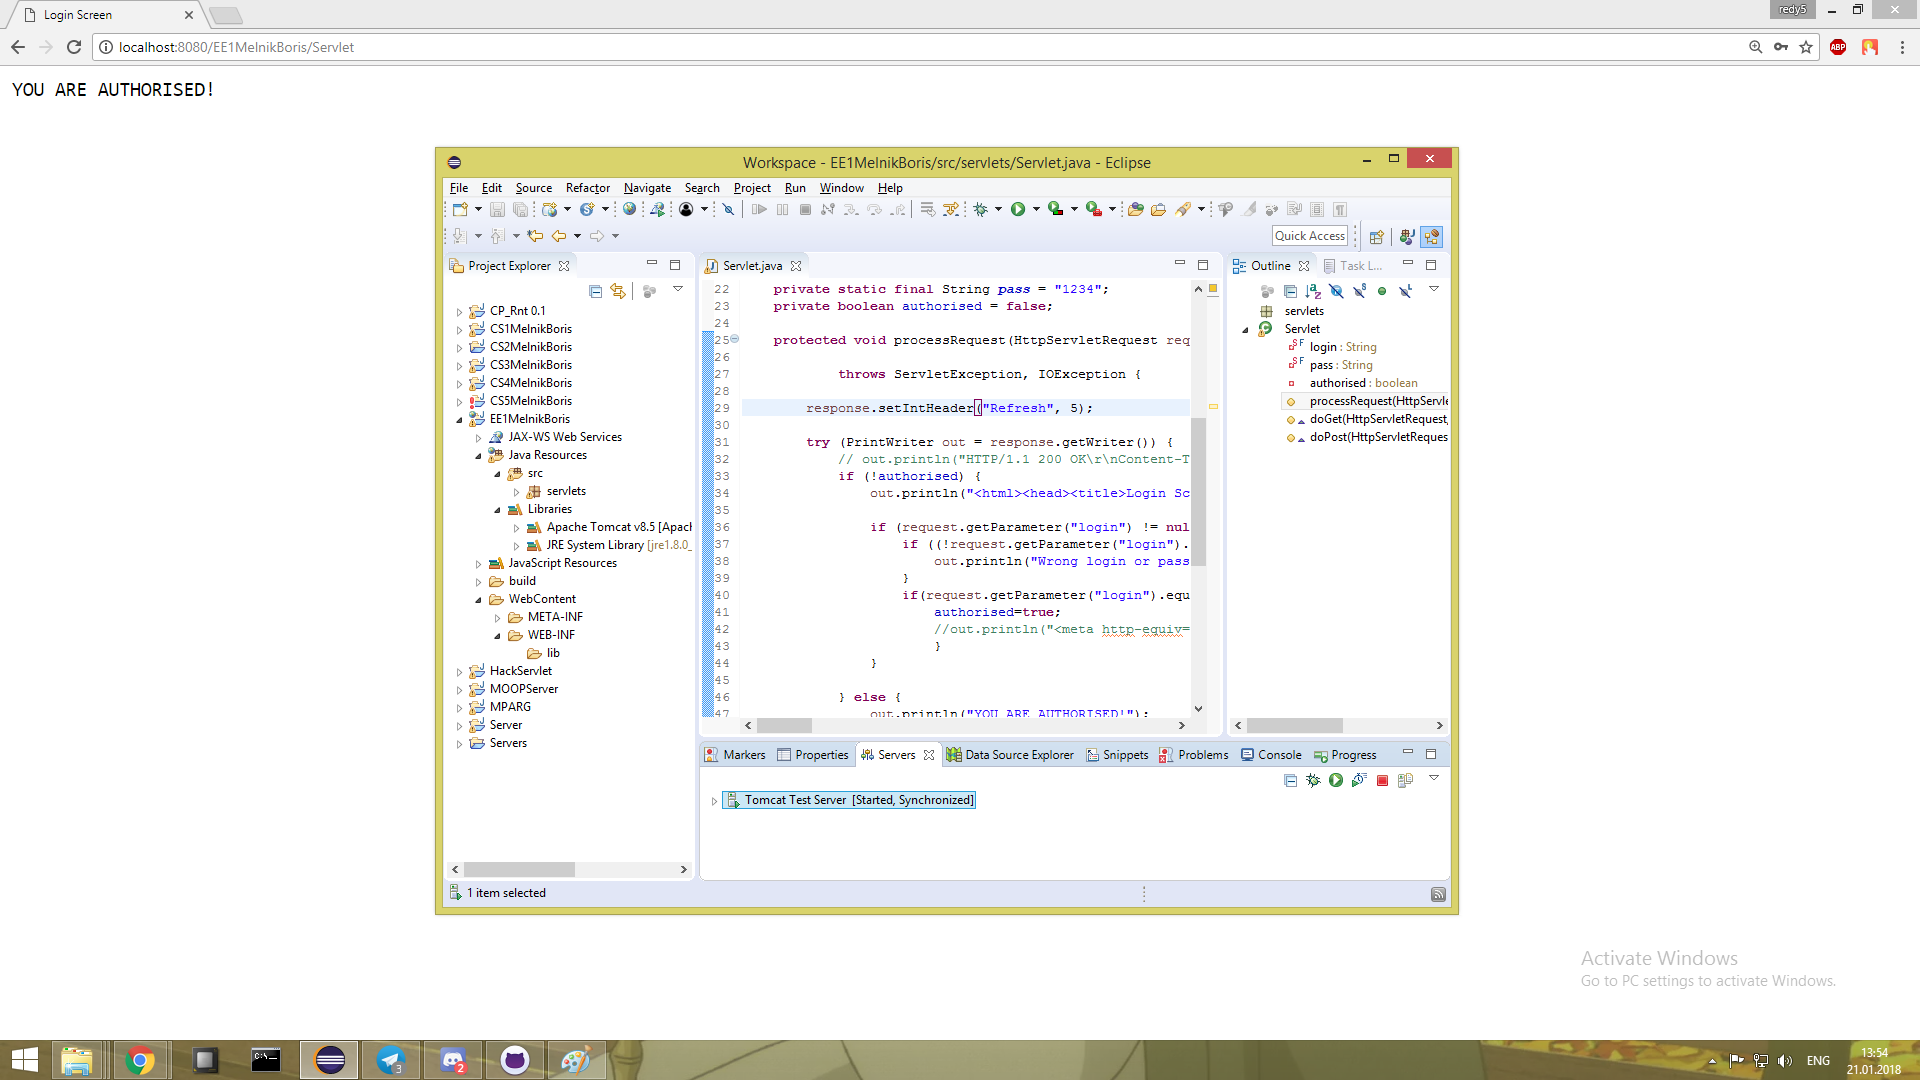 Login Screen
redy5
localhost:8080/EE1MelnikBoris/Servlet
ABP
YOU ARE AUTHORISED!
Workspace - EE1MelnikBoris/src/servlets/Servlet.java - Eclipse
File Edit Source Refactor Navigate Search Project Run Window Help
Quick Access
Project Explorer
CP_Rnt 0.1
CS1MelnikBoris
CS2MelnikBoris
CS3MelnikBoris
CS4MelnikBoris
CS5MelnikBoris
EE1MelnikBoris
JAX-WS Web Services
Java Resources
src
servlets
Libraries
Apache Tomcat v8.5 [Apach
JRE System Library [jre1.8.0_
JavaScript Resources
build
WebContent
META-INF
WEB-INF
lib
HackServlet
MOOPServer
MPARG
Server
Servers
Servlet.java
22 private static final String pass = "1234";
23 private boolean authorised = false;
24
25 protected void processRequest(HttpServletRequest req
26
27 throws ServletException, IOException {
28
29 response.setIntHeader("Refresh", 5);
30
31 try (PrintWriter out = response.getWriter()) {
32 // out.println("HTTP/1.1 200 OK\r\nContent-T
33 if (!authorised) {
34 out.println("<html><head><title>Login Sc
35
36 if (request.getParameter("login") != nul
37 if ((!request.getParameter("login").
38 out.println("Wrong login or pass
39 }
40 if(request.getParameter("login").equ
41 authorised=true;
42 //out.println("<meta http-equiv=
43 }
44 }
45
46 } else {
47 out.println("YOU ARE AUTHORISED!");
Outline Task L...
servlets
Servlet
login : String
pass : String
authorised : boolean
processRequest(HttpServle
doGet(HttpServletRequest,
doPost(HttpServletReques
Markers Properties Servers Data Source Explorer Snippets Problems Console Progress
Tomcat Test Server [Started, Synchronized]
1 item selected
Activate Windows
Go to PC settings to activate Windows.
C:\_
3
2
ENG
13:54
21.01.2018